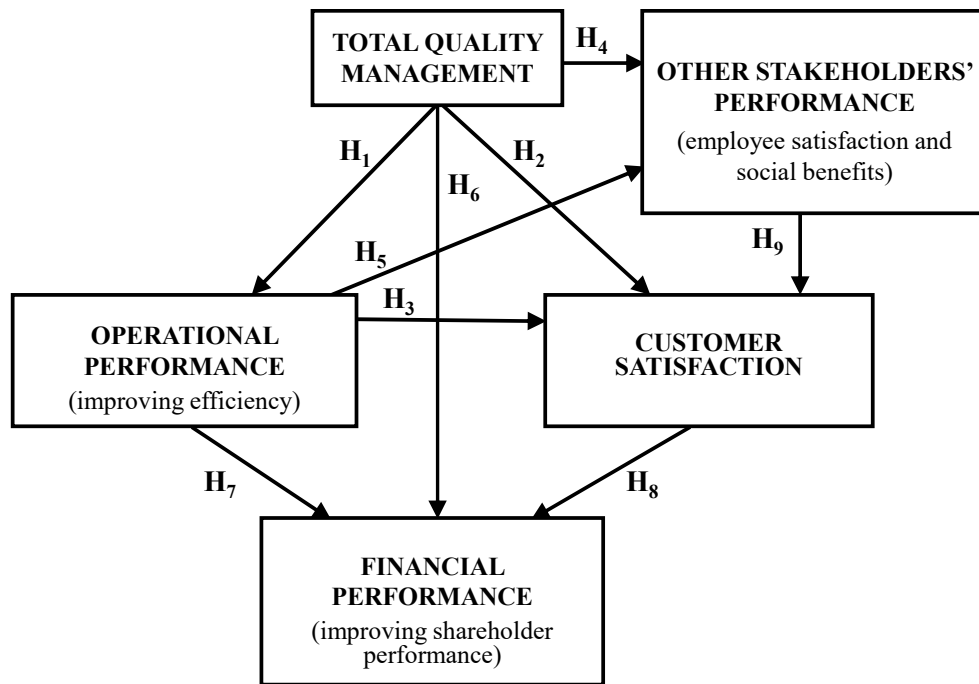 TOTAL QUALITY
MANAGEMENT
H4
OTHER STAKEHOLDERS’
PERFORMANCE
(employee satisfaction and
social benefits)
H1
H2
H6
H5
H9
H3
OPERATIONAL
PERFORMANCE
(improving efficiency)
CUSTOMER
SATISFACTION
H7
H8
FINANCIAL
PERFORMANCE
(improving shareholder
performance)